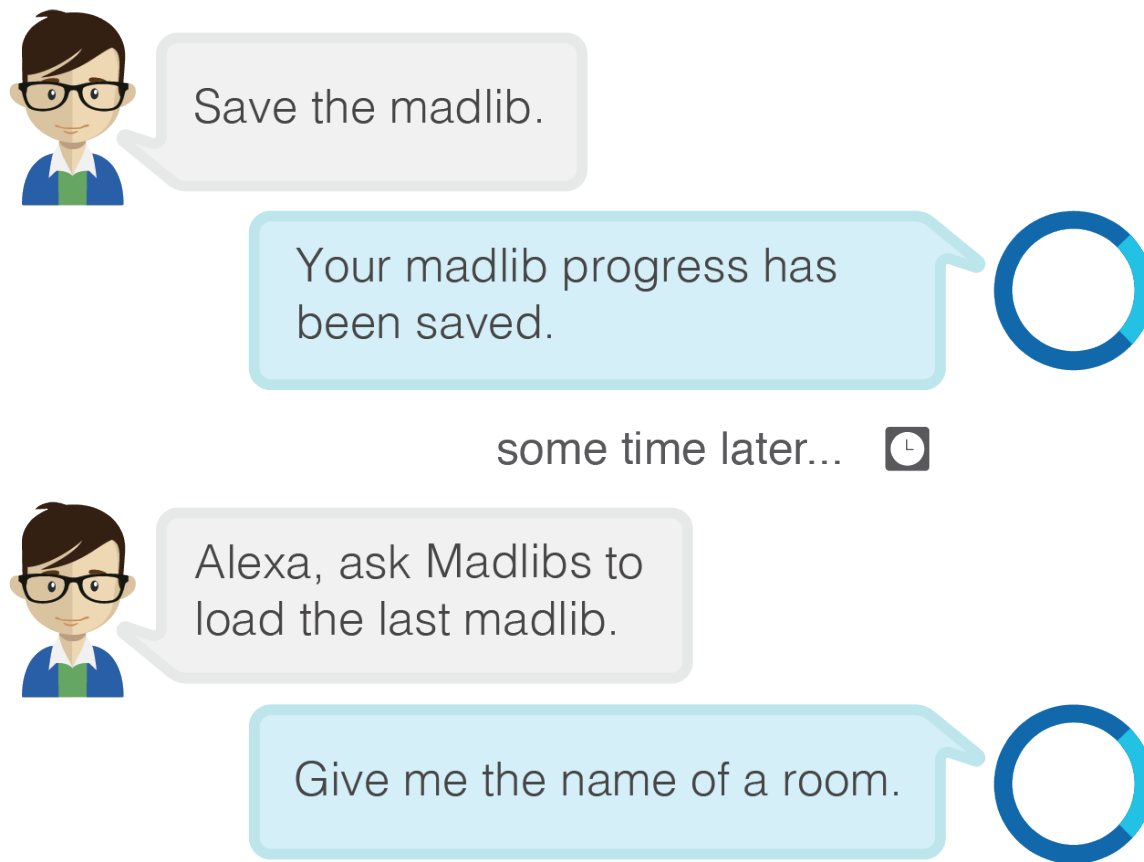 Save the madlib.
Your madlib progress has
been saved.
some time later...
Alexa, ask Madlibs to
load the last madlib.
Give me the name of a room.